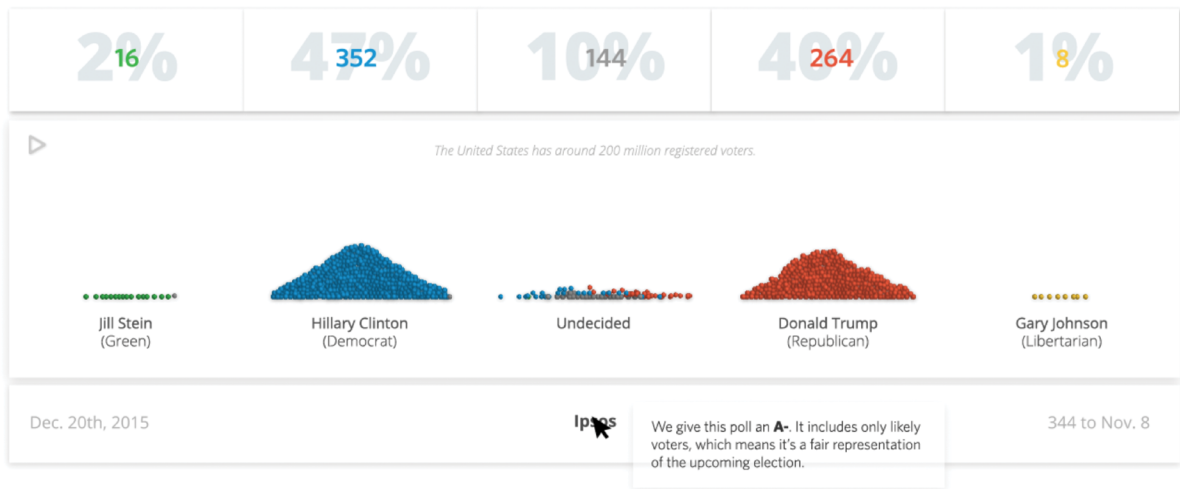 2% 47% 10% 40% 1%
16 352 144 264 8
The United States has around 200 million registered voters.
Jill Stein
(Green)
Hillary Clinton
(Democrat)
Undecided
Donald Trump
(Republican)
Gary Johnson
(Libertarian)
Dec. 20th, 2015
Ipsos
We give this poll an A-. It includes only likely
voters, which means it's a fair representation
of the upcoming election.
344 to Nov. 8